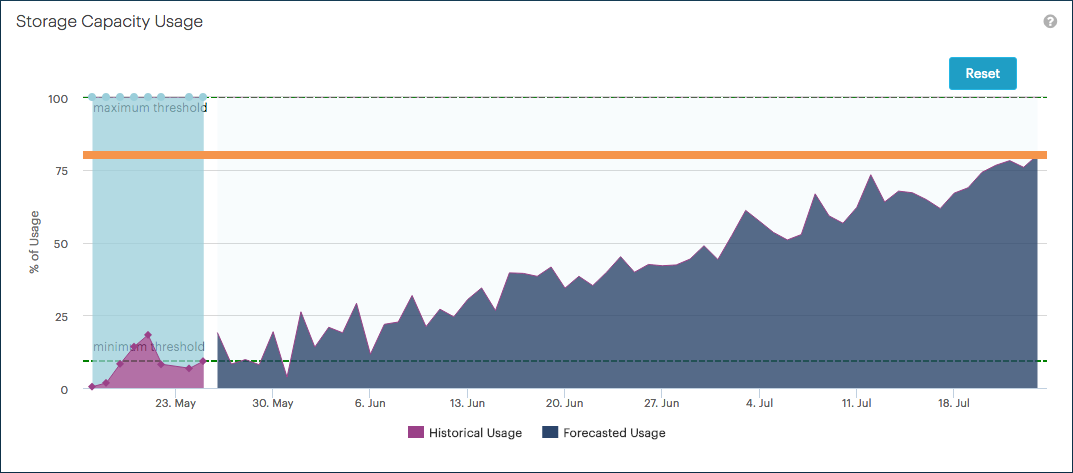 Storage Capacity Usage
?
Reset
100
maximum threshold
75
% of Usage
50
25
minimum threshold
0
23. May 30. May 6. Jun 13. Jun 20. Jun 27. Jun 4. Jul 11. Jul 18. Jul
Historical Usage Forecasted Usage